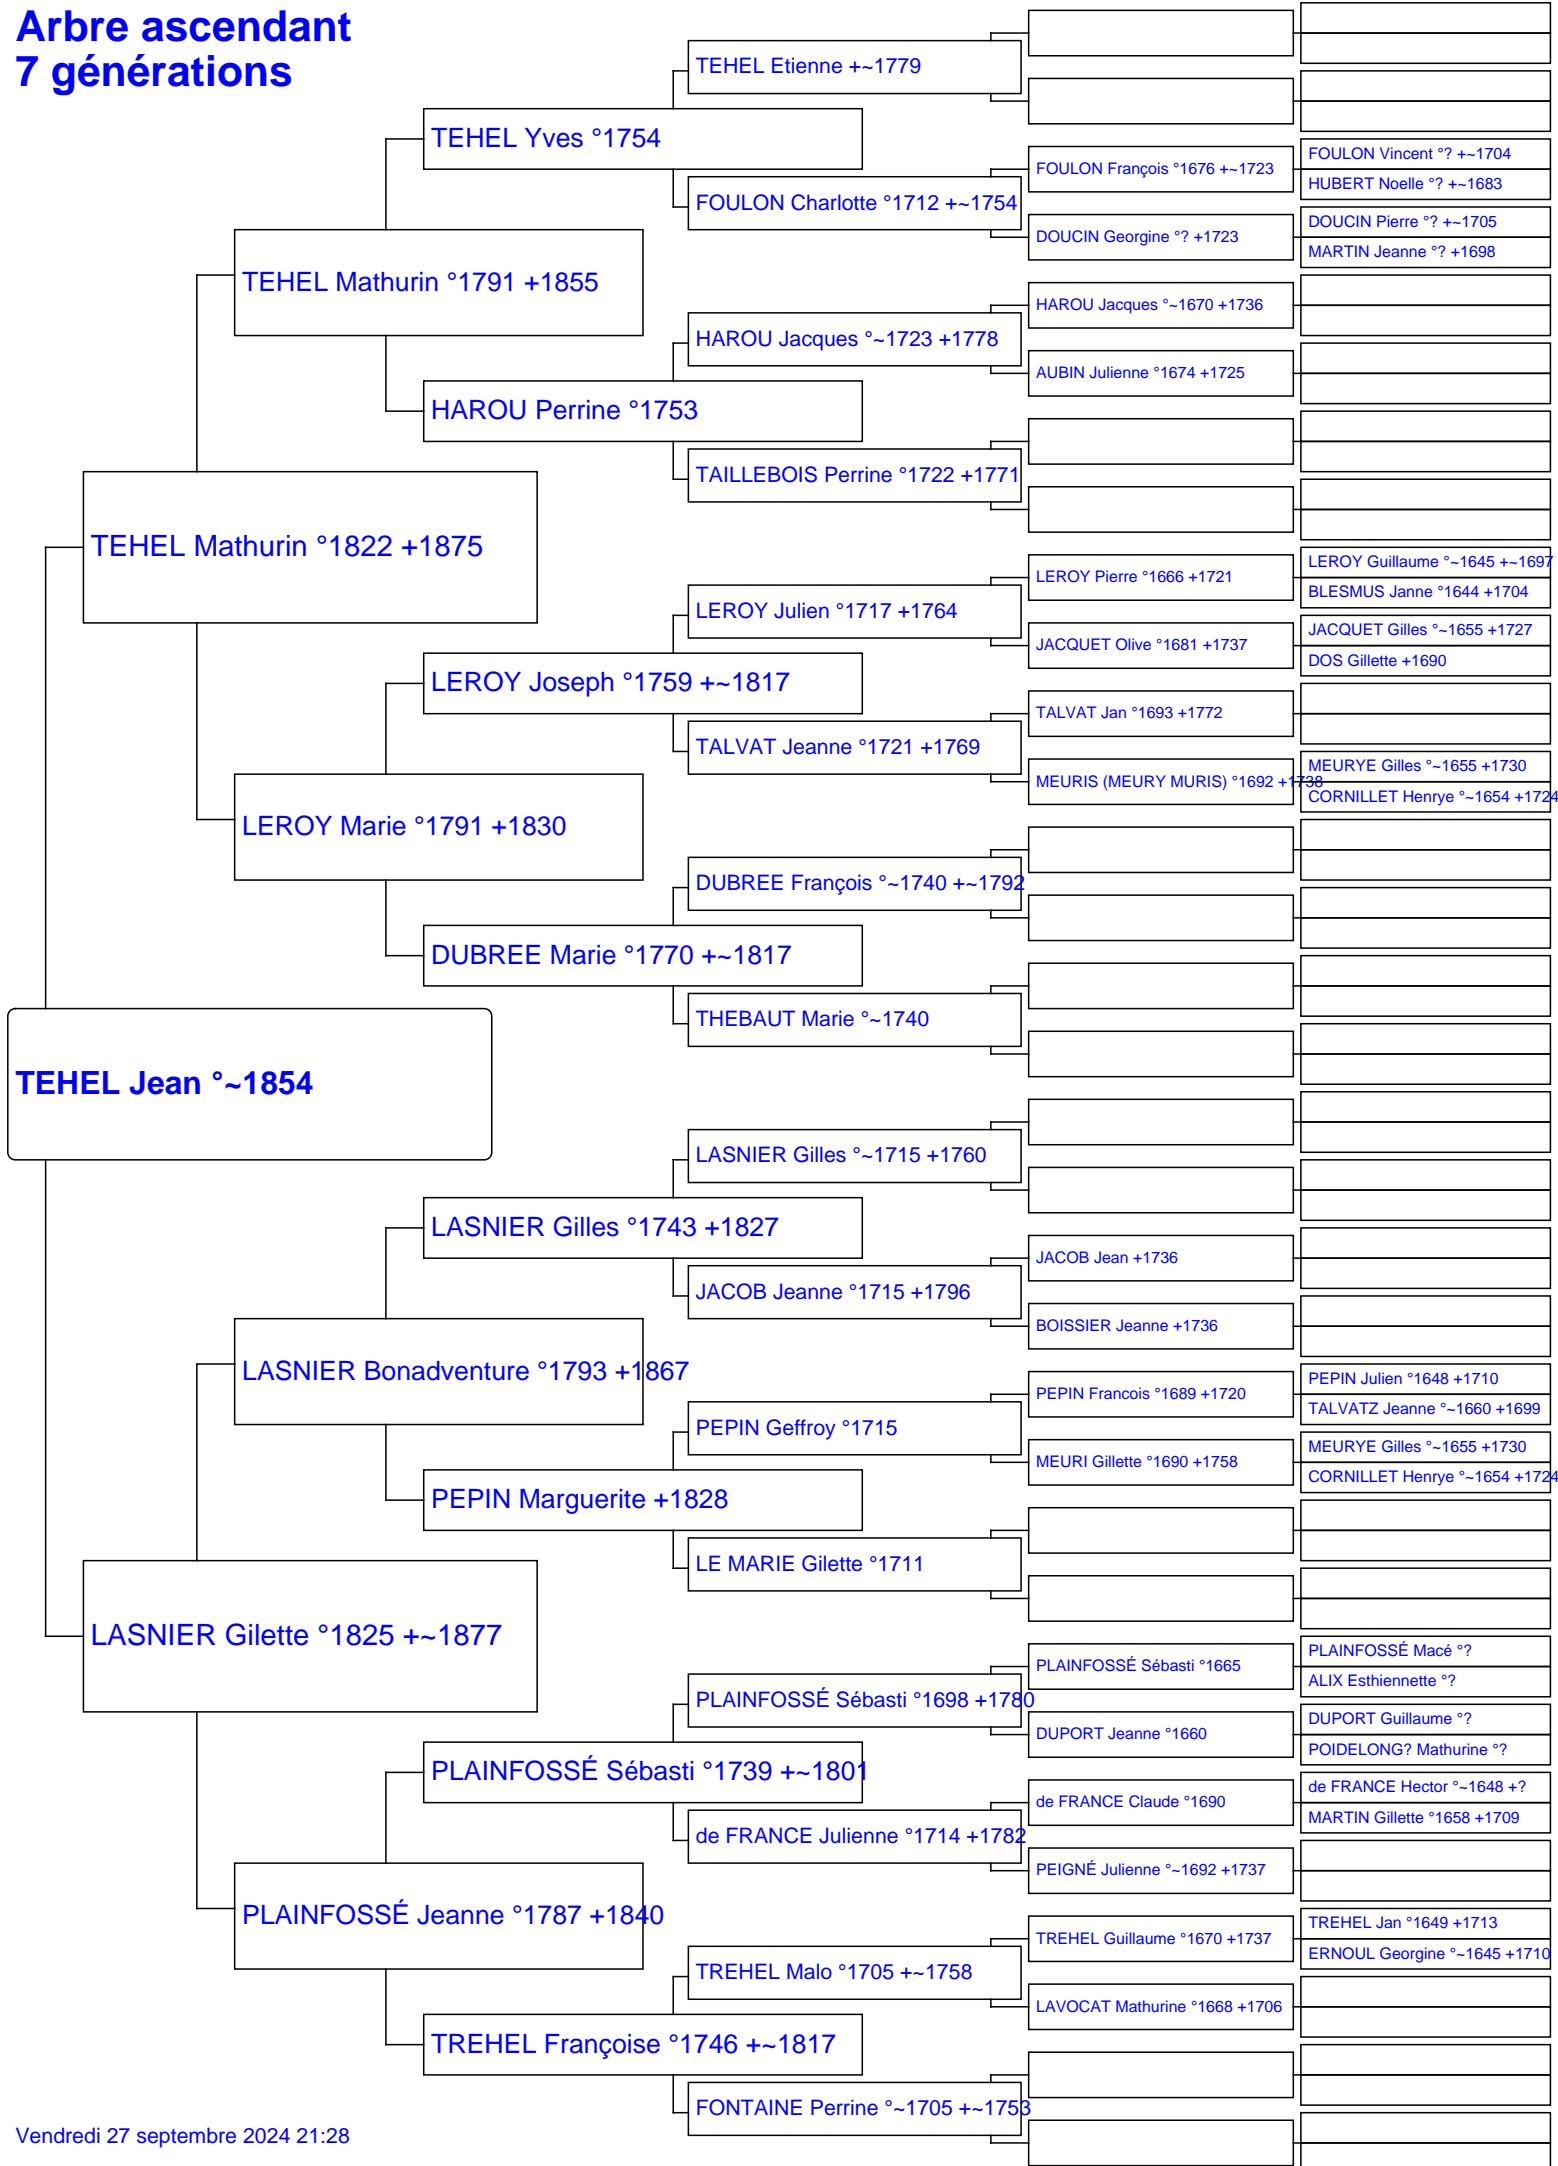 Arbre ascendant
7 générations
TEHEL Etienne +~1779
TEHEL Yves °1754
FOULON Vincent °? +~1704
FOULON François °1676 +~1723
HUBERT Noelle °? +~1683
FOULON Charlotte °1712 +~1754
DOUCIN Pierre °? +~1705
DOUCIN Georgine °? +1723
MARTIN Jeanne °? +1698
TEHEL Mathurin °1791 +1855
HAROU Jacques °~1670 +1736
HAROU Jacques °~1723 +1778
AUBIN Julienne °1674 +1725
HAROU Perrine °1753
TAILLEBOIS Perrine °1722 +1771
TEHEL Mathurin °1822 +1875
LEROY Guillaume °~1645 +~1697
LEROY Pierre °1666 +1721
BLESMUS Janne °1644 +1704
LEROY Julien °1717 +1764
JACQUET Gilles °~1655 +1727
JACQUET Olive °1681 +1737
DOS Gillette +1690
LEROY Joseph °1759 +~1817
TALVAT Jan °1693 +1772
TALVAT Jeanne °1721 +1769
MEURYE Gilles °~1655 +1730
MEURIS (MEURY MURIS) °1692 +1738
CORNILLET Henrye °~1654 +1724
LEROY Marie °1791 +1830
DUBREE François °~1740 +~1792
DUBREE Marie °1770 +~1817
THEBAUT Marie °~1740
TEHEL Jean °~1854
LASNIER Gilles °~1715 +1760
LASNIER Gilles °1743 +1827
JACOB Jean +1736
JACOB Jeanne °1715 +1796
BOISSIER Jeanne +1736
LASNIER Bonadventure °1793 +1867
PEPIN Julien °1648 +1710
PEPIN Francois °1689 +1720
TALVATZ Jeanne °~1660 +1699
PEPIN Geffroy °1715
MEURYE Gilles °~1655 +1730
MEURI Gillette °1690 +1758
CORNILLET Henrye °~1654 +1724
PEPIN Marguerite +1828
LE MARIE Gilette °1711
LASNIER Gilette °1825 +~1877
PLAINFOSSÉ Macé °?
PLAINFOSSÉ Sébasti °1665
ALIX Esthiennette °?
PLAINFOSSÉ Sébasti °1698 +1780
DUPORT Guillaume °?
DUPORT Jeanne °1660
POIDELONG? Mathurine °?
PLAINFOSSÉ Sébasti °1739 +~1801
de FRANCE Hector °~1648 +?
de FRANCE Claude °1690
MARTIN Gillette °1658 +1709
de FRANCE Julienne °1714 +1782
PEIGNÉ Julienne °~1692 +1737
PLAINFOSSÉ Jeanne °1787 +1840
TREHEL Jan °1649 +1713
TREHEL Guillaume °1670 +1737
ERNOUL Georgine °~1645 +1710
TREHEL Malo °1705 +~1758
LAVOCAT Mathurine °1668 +1706
TREHEL Françoise °1746 +~1817
FONTAINE Perrine °~1705 +~1753
Vendredi 27 septembre 2024 21:28